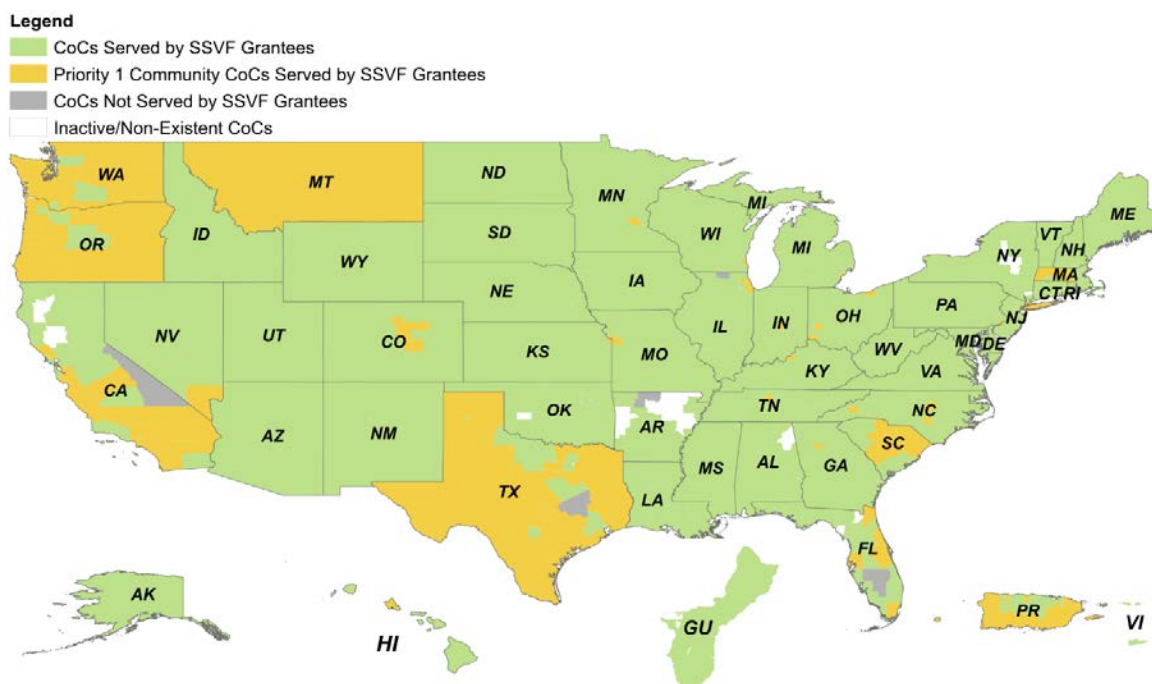 Legend
CoCs Served by SSVF Grantees
Priority 1 Community CoCs Served by SSVF Grantees
CoCs Not Served by SSVF Grantees
Inactive/Non-Existent CoCs
WA
MT
ND
MN
MI
ME
VT
NH
NY
OR
ID
SD
WI
MI
MA
CT
RI
WY
IA
PA
NJ
NE
OH
NV
UT
CO
IL
IN
MD
DE
WV
KS
MO
KY
VA
CA
OK
TN
NC
AZ
NM
AR
SC
MS
AL
GA
TX
LA
FL
AK
HI
GU
PR
VI